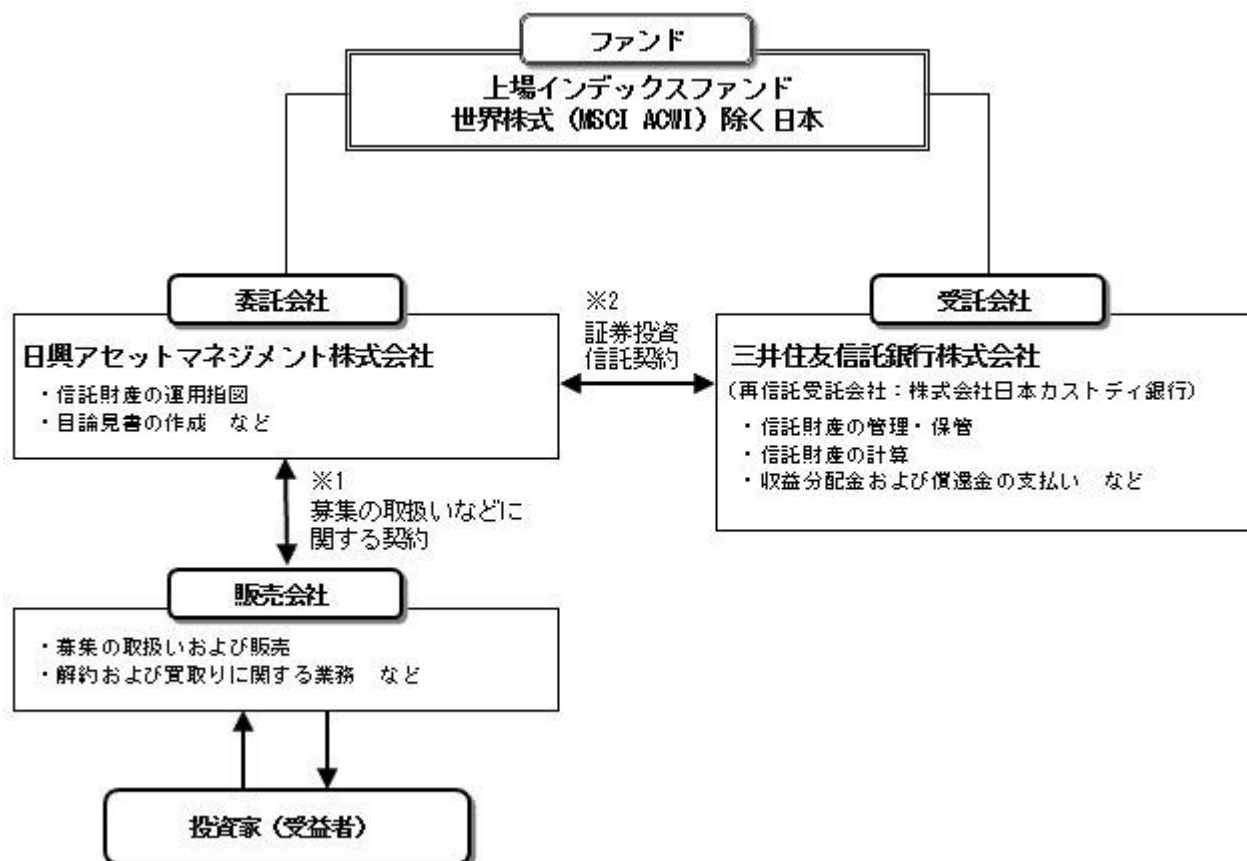 ファンド
上場インデックスファンド
世界株式（MSCI ACWI）除く日本
委託会社
日興アセットマネジメント株式会社
・信託財産の運用指図
・目論見書の作成　など
※2
証券投資
信託契約
受託会社
三井住友信託銀行株式会社
（再信託受託会社：株式会社日本カストディ銀行）
・信託財産の管理・保管
・信託財産の計算
・収益分配金および償還金の支払い　など
※1
募集の取扱いなどに
関する契約
販売会社
・募集の取扱いおよび販売
・解約および買取りに関する業務　など
投資家（受益者）